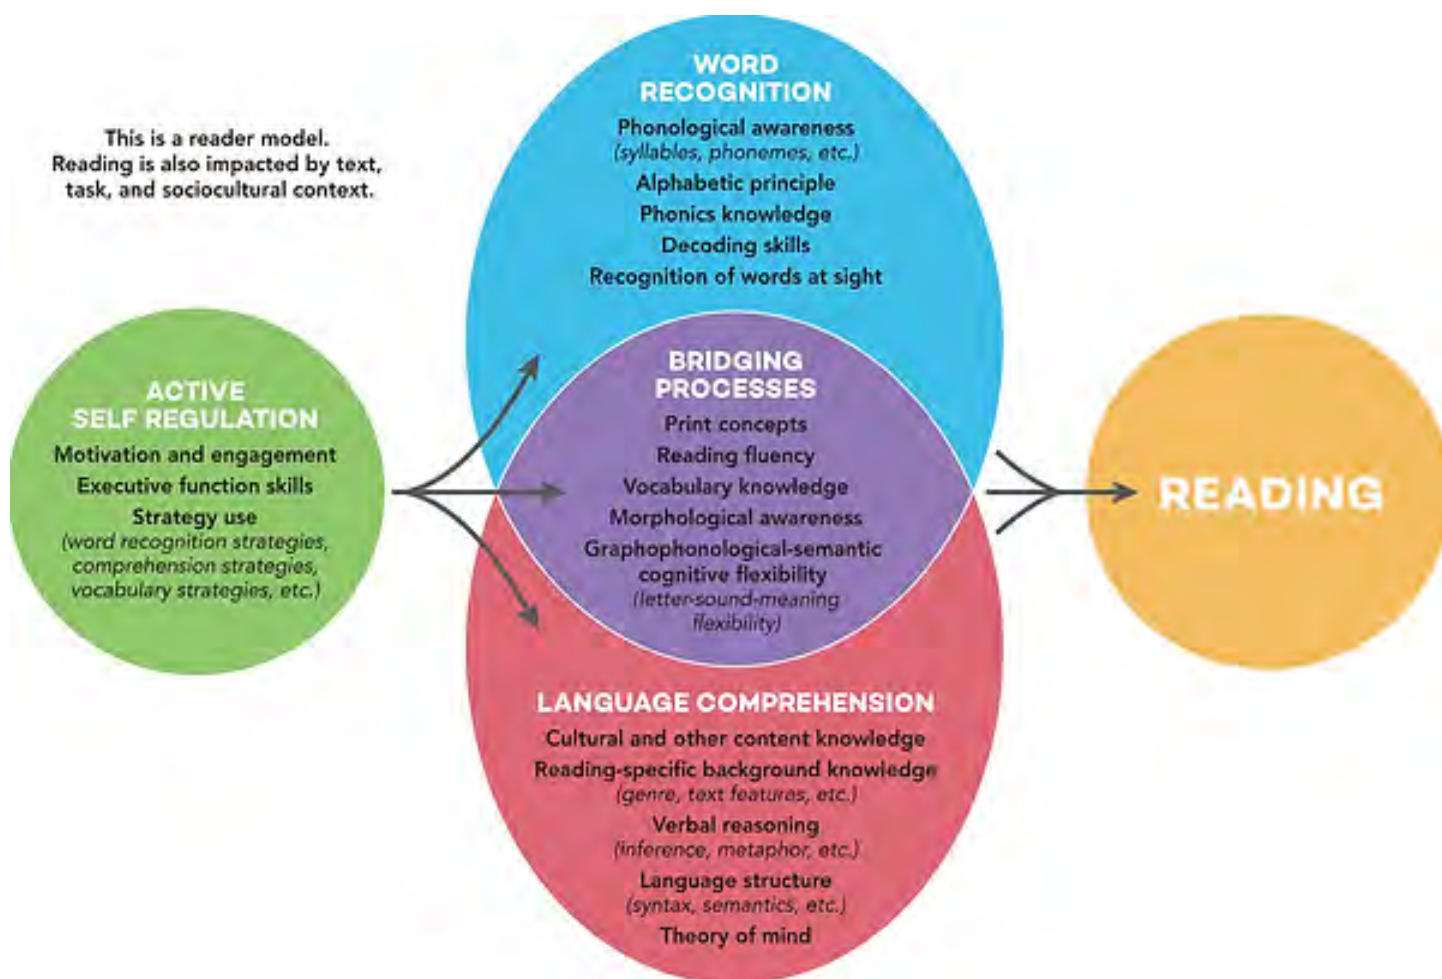 This is a reader model.
Reading is also impacted by text,
task, and sociocultural context.
ACTIVE
SELF REGULATION
Motivation and engagement
Executive function skills
Strategy use
(word recognition strategies,
comprehension strategies,
vocabulary strategies, etc.)
WORD
RECOGNITION
Phonological awareness
(syllables, phonemes, etc.)
Alphabetic principle
Phonics knowledge
Decoding skills
Recognition of words at sight
BRIDGING
PROCESSES
Print concepts
Reading fluency
Vocabulary knowledge
Morphological awareness
Graphophonological-semantic
cognitive flexibility
(letter-sound-meaning
flexibility)
LANGUAGE COMPREHENSION
Cultural and other content knowledge
Reading-specific background knowledge
(genre, text features, etc.)
Verbal reasoning
(inference, metaphor, etc.)
Language structure
(syntax, semantics, etc.)
Theory of mind
READING